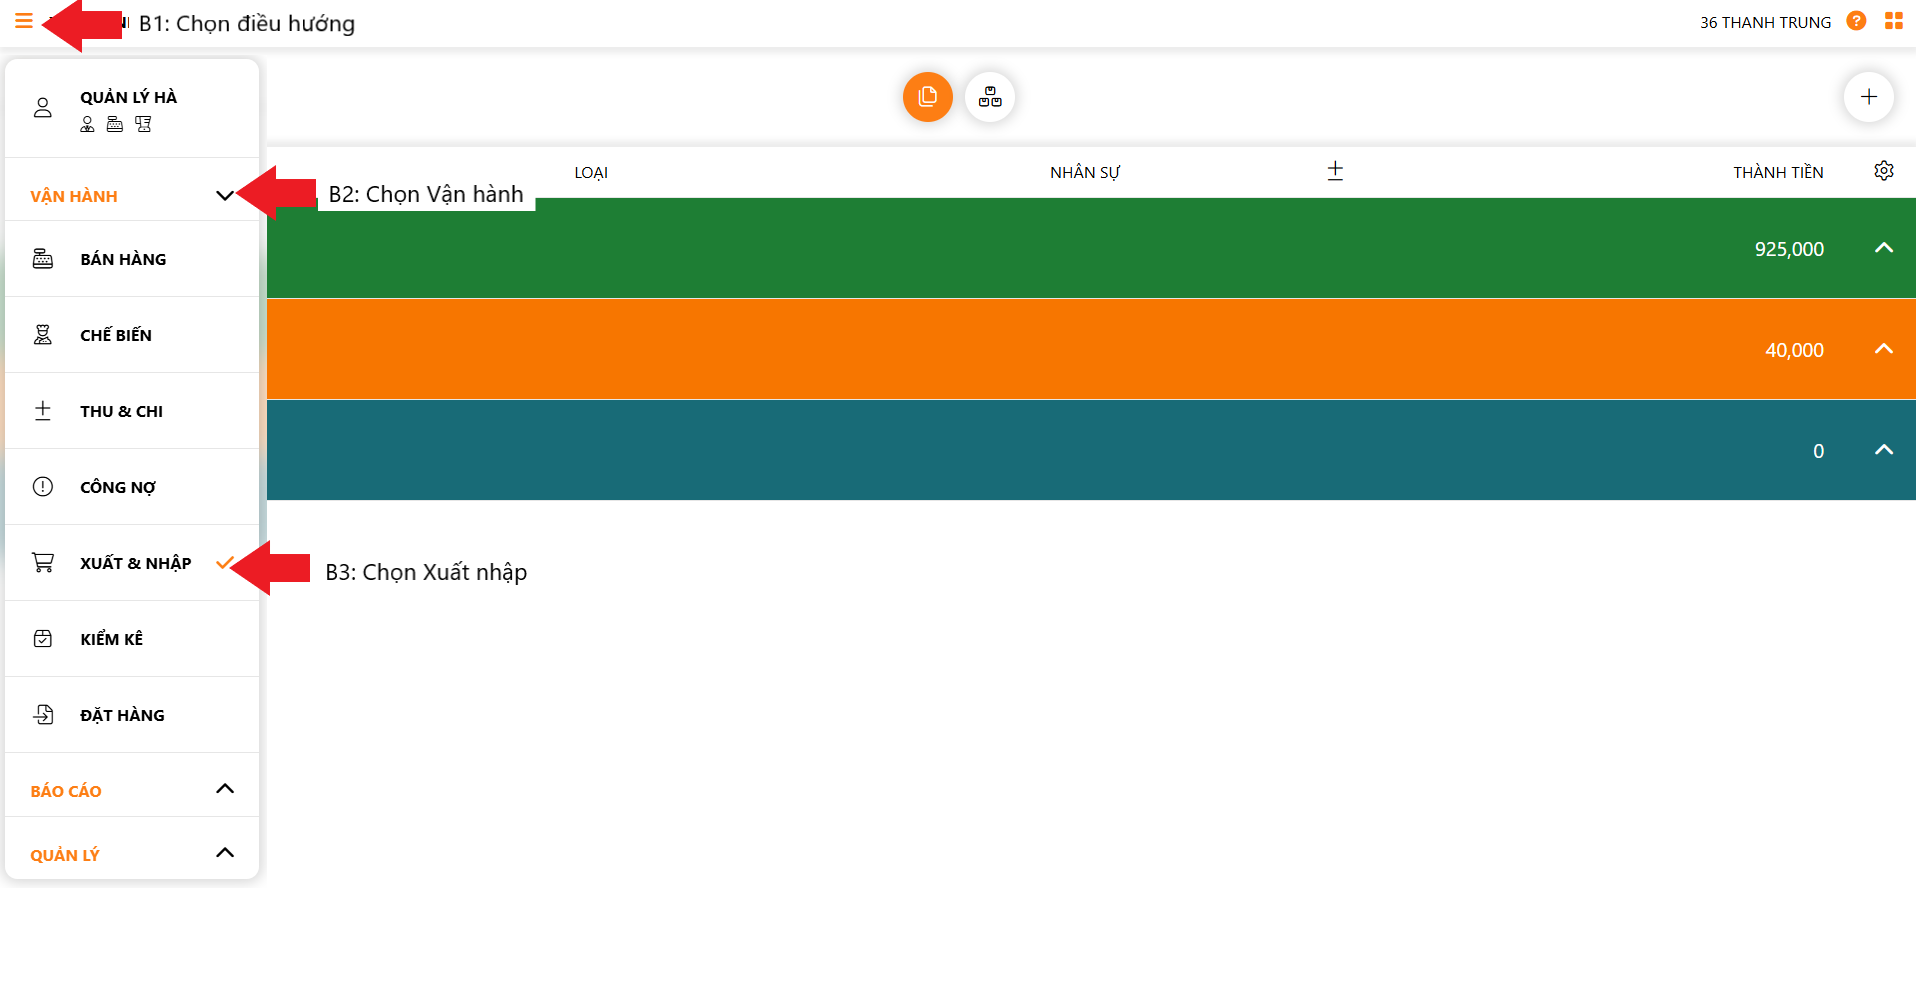 B1: Chọn điều hướng
36 THANH TRUNG
QUẢN LÝ HÀ
LOẠI
NHÂN SỰ
THÀNH TIỀN
VẬN HÀNH
B2: Chọn Vận hành
BÁN HÀNG
925,000
CHẾ BIẾN
40,000
THU & CHI
0
CÔNG NỢ
XUẤT & NHẬP
B3: Chọn Xuất nhập
KIỂM KÊ
ĐẶT HÀNG
BÁO CÁO
QUẢN LÝ